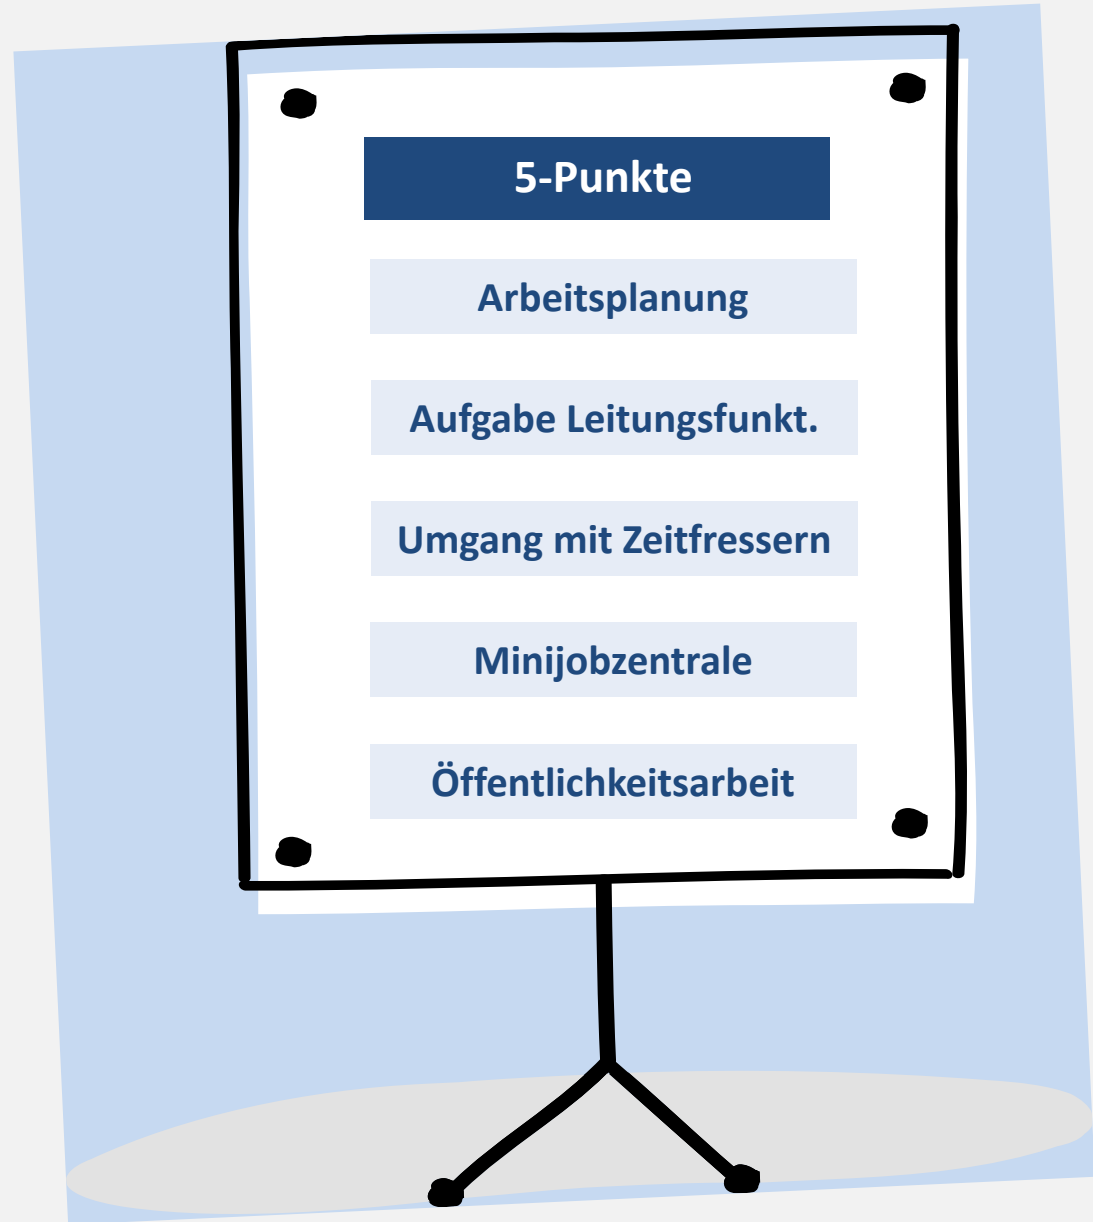 5-Punkte
Arbeitsplanung
Aufgabe Leitungsfunkt.
Umgang mit Zeitfressern
Minijobzentrale
Öffentlichkeitsarbeit